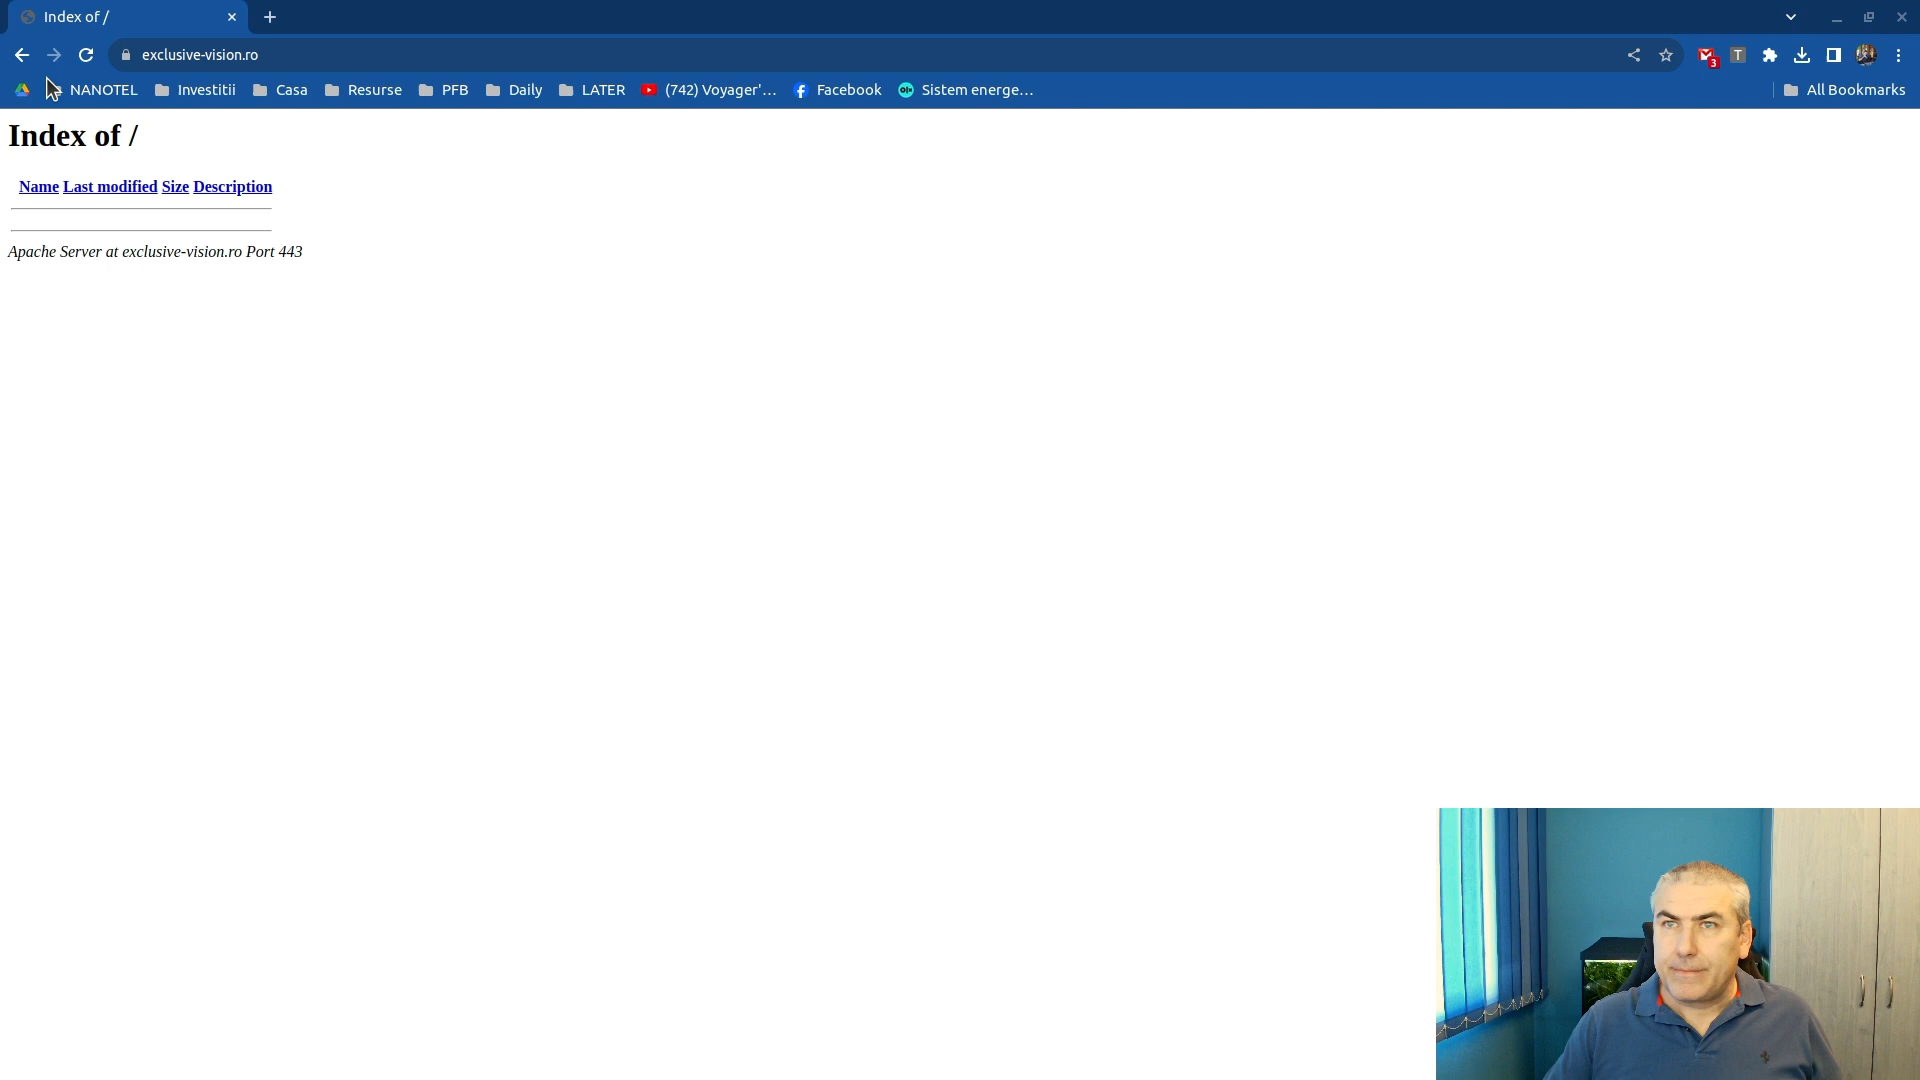 Index of /
exclusive-vision.ro
3
T
NANOTEL Investitii Casa Resurse PFB Daily LATER (742) Voyager'... Facebook Sistem energe... All Bookmarks
Index of /
Name Last modified Size Description
Apache Server at exclusive-vision.ro Port 443